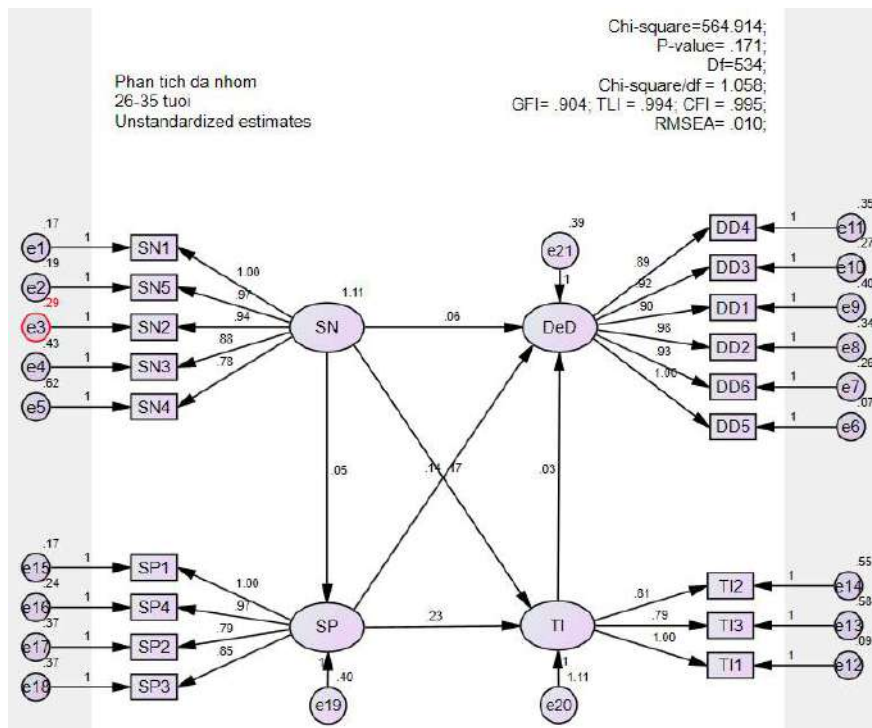 Chi-square=564.914;
P-value= .171;
Df=534;
Chi-square/df = 1.058;
GFI= .904; TLI = .994; CFI = .995;
RMSEA= .010;
Phan tich da nhom
26-35 tuoi
Unstandardized estimates
.17
e1 1 SN1
.19
e2 1 SN5
.29
e3 1 SN2
.43
e4 1 SN3
.62
e5 1 SN4
1.00
.97
.94
.88
.78
1.11
SN
.06
.39
e21
1
DeD
.89
.92
.90
.96
.93
1.00
.35
DD4 1 e11
.27
DD3 1 e10
.40
DD1 1 e9
.34
DD2 1 e8
.26
DD6 1 e7
.07
DD5 1 e6
.05
.14
.17
.03
.17
e15 1 SP1
.24
e16 1 SP4
.37
e17 1 SP2
.37
e18 1 SP3
1.00
.97
.79
.85
SP
.23
TI
1
.40
e19
1
1.11
e20
.81
.79
1.00
.55
TI2 1 e14
.58
TI3 1 e13
.09
TI1 1 e12